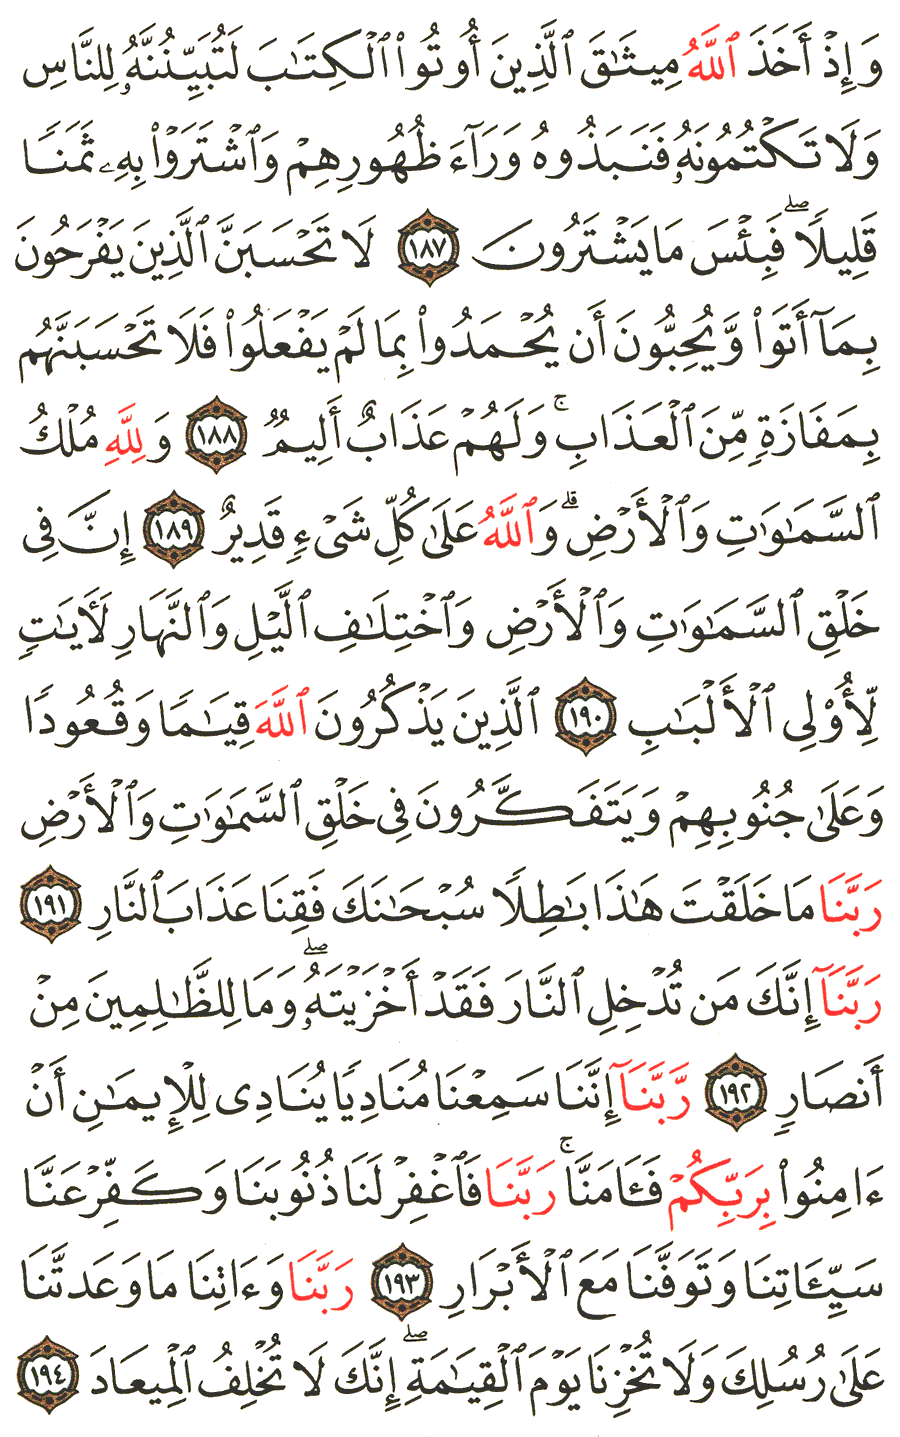 وَإِذْ أَخَذَ ٱللَّهُ مِيثَٰقَ ٱلَّذِينَ أُوتُوا۟ ٱلْكِتَٰبَ لَتُبَيِّنُنَّهُۥ لِلنَّاسِ
وَلَا تَكْتُمُونَهُۥ فَنَبَذُوهُ وَرَآءَ ظُهُورِهِمْ وَٱشْتَرَوْا۟ بِهِۦ ثَمَنًا
قَلِيلًا ۖ فَبِئْسَ مَا يَشْتَرُونَ ١٨٧ لَا تَحْسَبَنَّ ٱلَّذِينَ يَفْرَحُونَ
بِمَآ أَتَوا۟ وَّيُحِبُّونَ أَن يُحْمَدُوا۟ بِمَا لَمْ يَفْعَلُوا۟ فَلَا تَحْسَبَنَّهُم
بِمَفَازَةٍ مِّنَ ٱلْعَذَابِ ۚ وَلَهُمْ عَذَابٌ أَلِيمٌ ١٨٨ وَلِلَّهِ مُلْكُ
ٱلسَّمَٰوَٰتِ وَٱلْأَرْضِ ۗ وَٱللَّهُ عَلَىٰ كُلِّ شَىْءٍ قَدِيرٌ ١٨٩ إِنَّ فِى
خَلْقِ ٱلسَّمَٰوَٰتِ وَٱلْأَرْضِ وَٱخْتِلَٰفِ ٱلَّيْلِ وَٱلنَّهَارِ لَءَايَٰتٍ
لِّأُو۟لِى ٱلْأَلْبَٰبِ ١٩٠ ٱلَّذِينَ يَذْكُرُونَ ٱللَّهَ قِيَٰمًا وَقُعُودًا
وَعَلَىٰ جُنُوبِهِمْ وَيَتَفَكَّرُونَ فِى خَلْقِ ٱلسَّمَٰوَٰتِ وَٱلْأَرْضِ
رَبَّنَا مَا خَلَقْتَ هَٰذَا بَٰطِلًا سُبْحَٰنَكَ فَقِنَا عَذَابَ ٱلنَّارِ ١٩١
رَبَّنَآ إِنَّكَ مَن تُدْخِلِ ٱلنَّارَ فَقَدْ أَخْزَيْتَهُۥ ۖ وَمَا لِلظَّٰلِمِينَ مِنْ
أَنصَارٍ ١٩٢ رَّبَّنَآ إِنَّنَا سَمِعْنَا مُنَادِيًا يُنَادِى لِلْإِيمَٰنِ أَنْ
ءَامِنُوا۟ بِرَبِّكُمْ فَـَٔامَنَّا ۚ رَبَّنَا فَٱغْفِرْ لَنَا ذُنُوبَنَا وَكَفِّرْ عَنَّا
سَيِّـَٔاتِنَا وَتَوَفَّنَا مَعَ ٱلْأَبْرَارِ ١٩٣ رَبَّنَا وَءَاتِنَا مَا وَعَدتَّنَا
عَلَىٰ رُسُلِكَ وَلَا تُخْزِنَا يَوْمَ ٱلْقِيَٰمَةِ ۖ إِنَّكَ لَا تُخْلِفُ ٱلْمِيعَادَ ١٩٤